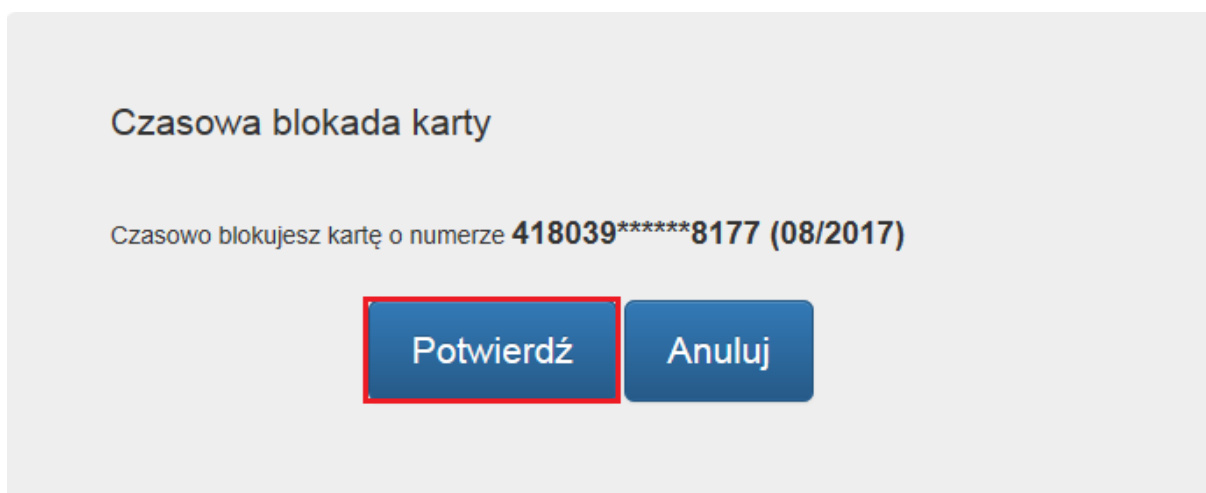 Czasowa blokada karty
Czasowo blokujesz kartę o numerze 418039******8177 (08/2017)
Potwierdź Anuluj